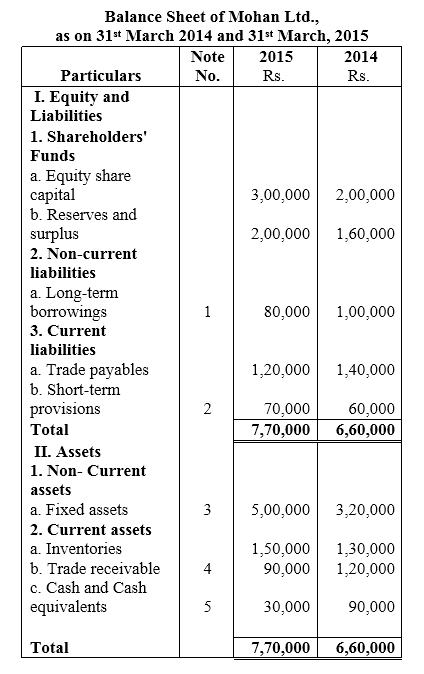 Balance Sheet of Mohan Ltd.,
as on 31st March 2014 and 31st March, 2015
Particulars Note No. 2015 Rs. 2014 Rs.
I. Equity and
Liabilities
1. Shareholders'
Funds
a. Equity share
capital 3,00,000 2,00,000
b. Reserves and
surplus 2,00,000 1,60,000
2. Non-current
liabilities
a. Long-term
borrowings 1 80,000 1,00,000
3. Current
liabilities
a. Trade payables 1,20,000 1,40,000
b. Short-term
provisions 2 70,000 60,000
Total 7,70,000 6,60,000
II. Assets
1. Non- Current
assets
a. Fixed assets 3 5,00,000 3,20,000
2. Current assets
a. Inventories 1,50,000 1,30,000
b. Trade receivable 4 90,000 1,20,000
c. Cash and Cash
equivalents 5 30,000 90,000
Total 7,70,000 6,60,000